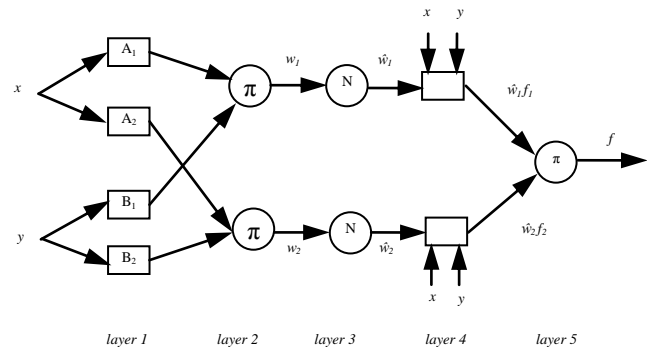 x y
A₁
w₁ ŵ₁
x
π N
ŵ₁f₁
A₂
f
π
B₁
y
π N
ŵ₂f₂
B₂
w₂ ŵ₂
x y
layer 1 layer 2 layer 3 layer 4 layer 5